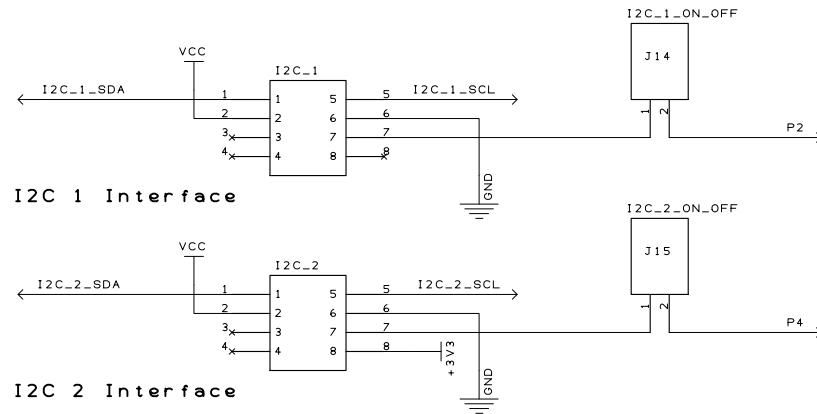 I2C_1_ON_OFF
VCC
J14
I2C_1
I2C_1_SDA
1
1
5
5
I2C_1_SCL
2
2
6
6
1
2
3
3
7
7
P2
4
4
8
8
GND
I2C 1 Interface
I2C_2_ON_OFF
VCC
J15
I2C_2
I2C_2_SDA
1
1
5
5
I2C_2_SCL
2
2
6
6
1
2
3
3
7
7
P4
4
4
8
8
+3V3
GND
I2C 2 Interface